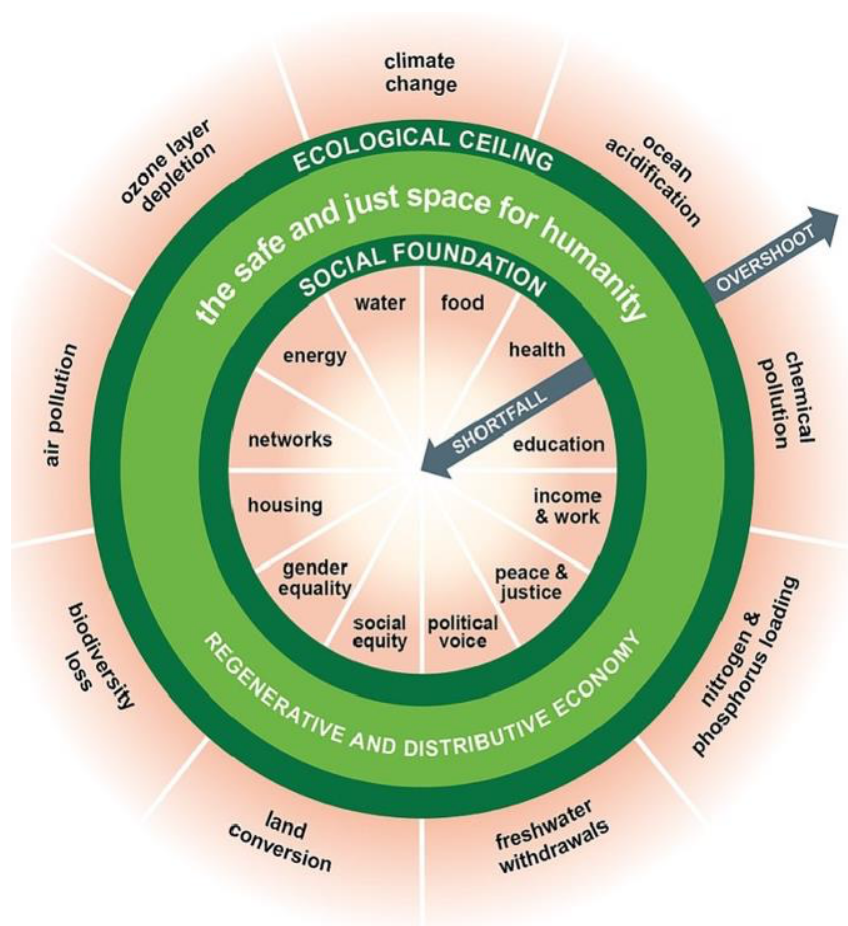 climate
change
ocean
acidification
chemical
pollution
nitrogen &
phosphorus loading
freshwater
withdrawals
land
conversion
biodiversity
loss
air pollution
ozone layer
depletion
ECOLOGICAL CEILING
the safe and just space for humanity
SOCIAL FOUNDATION
OVERSHOOT
SHORTFALL
water
food
health
education
income
& work
peace &
justice
political
voice
social
equity
gender
equality
housing
networks
energy
REGENERATIVE AND DISTRIBUTIVE ECONOMY